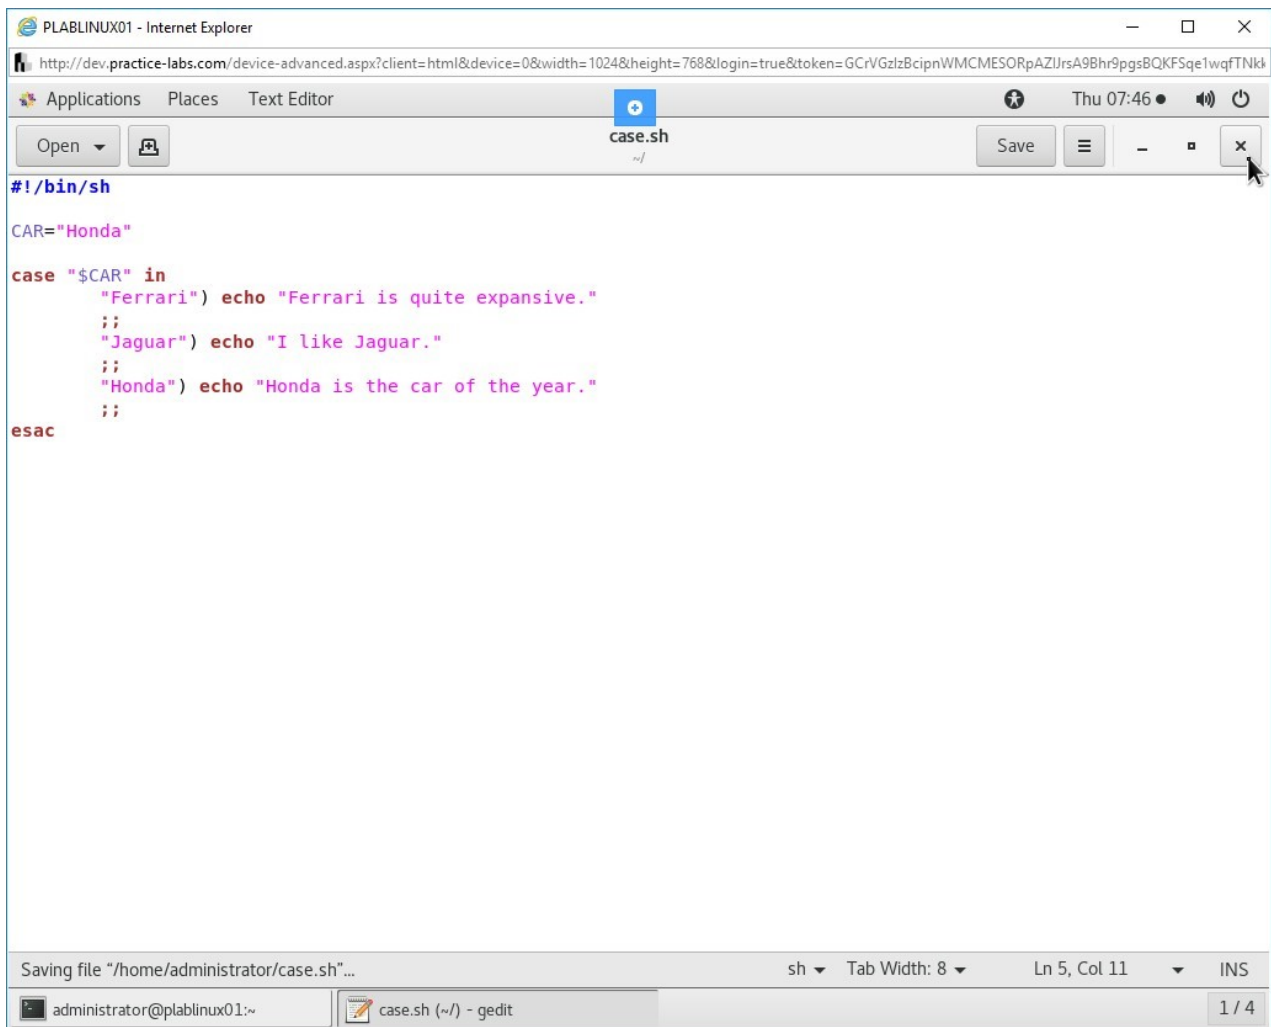 PLABLINUX01 - Internet Explorer
http://dev.practice-labs.com/device-advanced.aspx?client=html&device=0&width=1024&height=768&login=true&token=GCrVGzlzBcipnWMCMESORpAZIJrsA9Bhr9pgsBQKFSqe1wqfTNkk
Applications Places Text Editor Thu 07:46
Open case.sh Save
~/
#!/bin/sh
CAR="Honda"
case "$CAR" in
"Ferrari") echo "Ferrari is quite expansive."
;;
"Jaguar") echo "I like Jaguar."
;;
"Honda") echo "Honda is the car of the year."
;;
esac
Saving file “/home/administrator/case.sh”... sh Tab Width: 8 Ln 5, Col 11 INS
administrator@plablinux01:~ case.sh (~/) - gedit 1 / 4